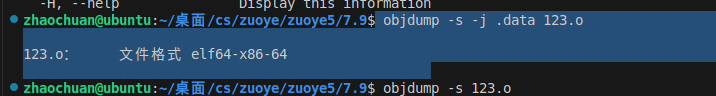 -H, --help Display this information
zhaochuan@ubuntu:~/桌面/cs/zuoye/zuoye5/7.9$ objdump -s -j .data 123.o
123.o： 文件格式 elf64-x86-64
zhaochuan@ubuntu:~/桌面/cs/zuoye/zuoye5/7.9$ objdump -s 123.o